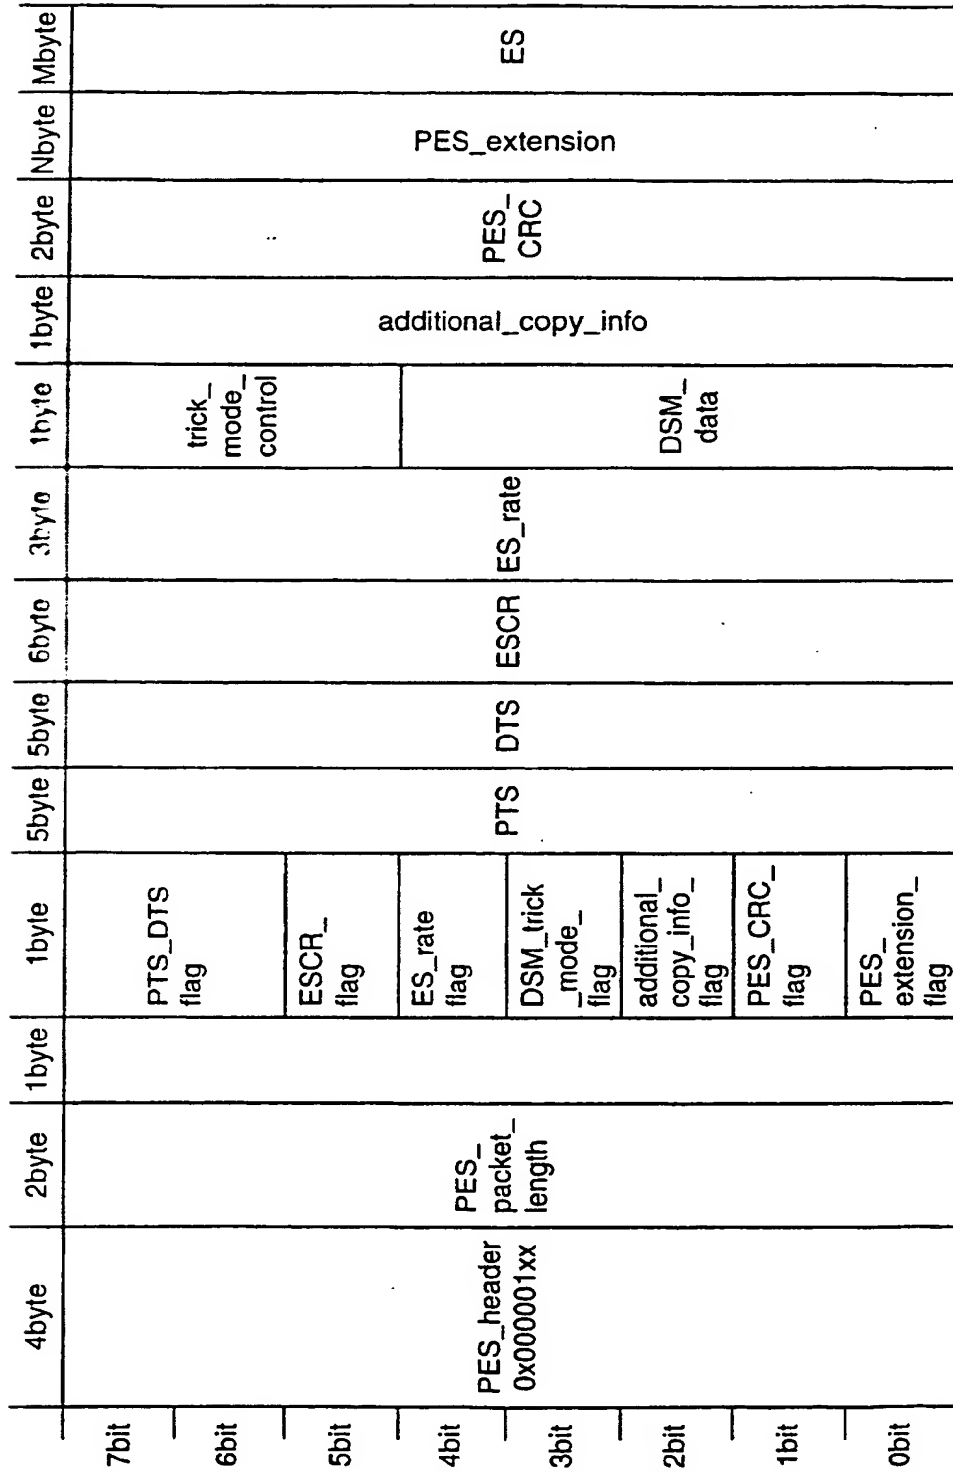 4byte
2byte
1byte
1byte
5byte
5byte
6byte
3byte
1byte
1byte
2byte
Nbyte
Mbyte
7bit
6bit
5bit
4bit
3bit
2bit
1bit
0bit
PES_header
0x000001xx
PES_
packet_
length
PTS_DTS
flag
ESCR_
flag
ES_rate
flag
DSM_trick
_mode_
flag
additional_
copy_info_
flag
PES_CRC_
flag
PES_
extension_
flag
PTS
DTS
ESCR
ES_rate
trick_
mode_
control
DSM_
data
additional_copy_info
PES_
CRC
PES_extension
ES